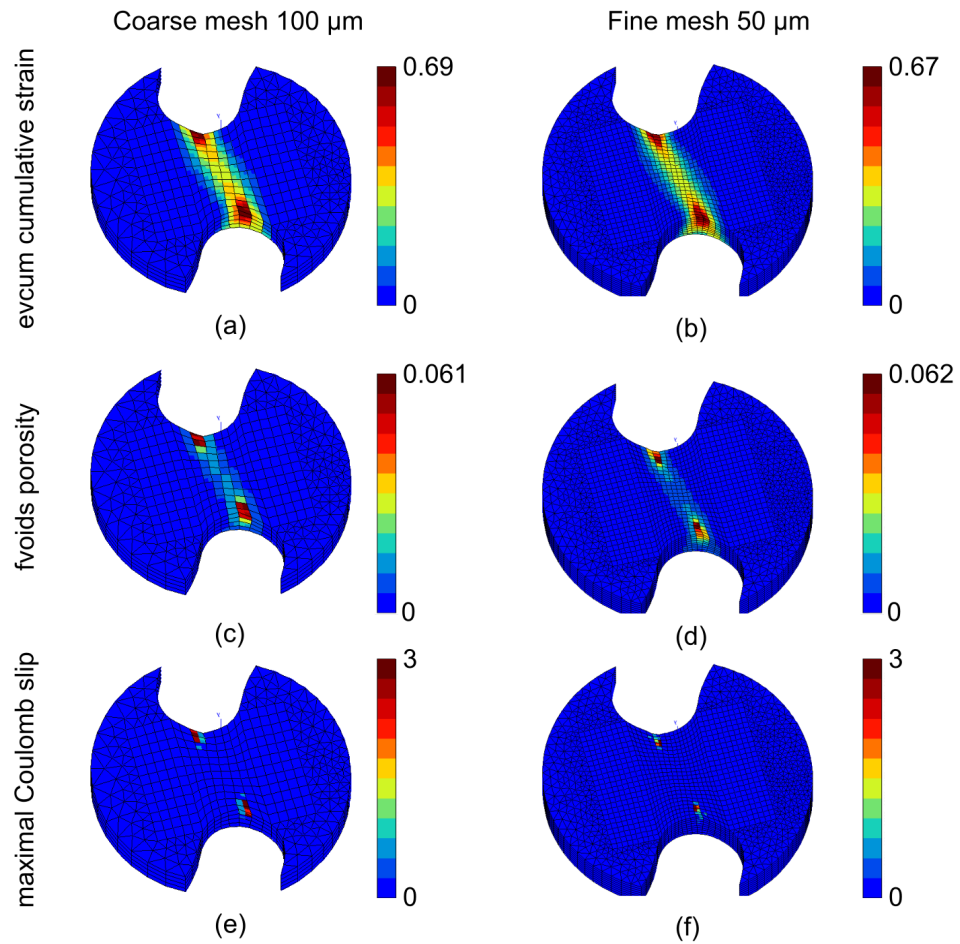 Coarse mesh 100 µm
Fine mesh 50 µm
evcum cumulative strain
0.69
0
Y
(a)
0.67
0
Y
(b)
fvoids porosity
0.061
0
Y
(c)
0.062
0
Y
(d)
maximal Coulomb slip
3
0
Y
(e)
3
0
Y
(f)